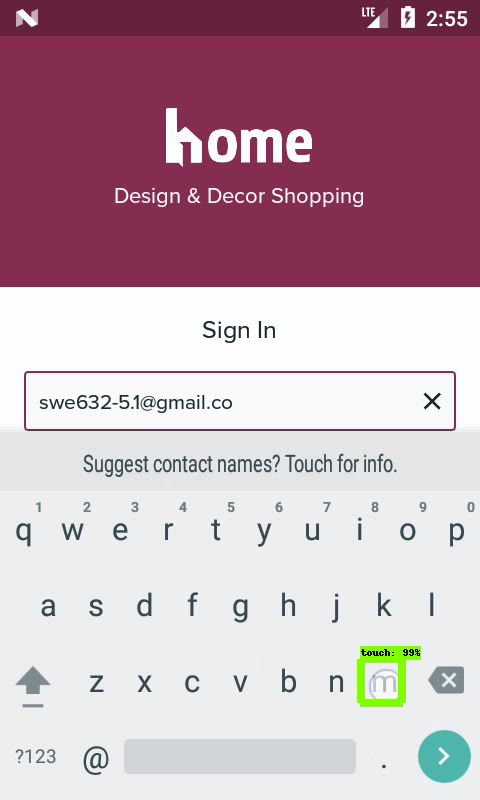 LTE 2:55
home
Design & Decor Shopping
Sign In
swe632-5.1@gmail.co
Suggest contact names? Touch for info.
1 2 3 4 5 6 7 8 9 0
q w e r t y u i o p
a s d f g h j k l
touch: 99%
z x c v b n m
?123 @ .